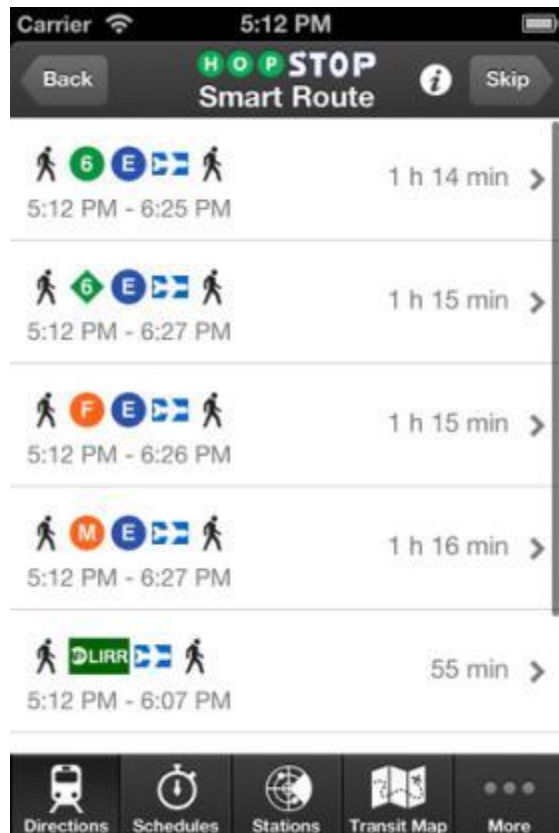 Carrier 5:12 PM
Back HOPSTOP Skip
Smart Route i
6 E
1 h 14 min
5:12 PM - 6:25 PM
6 E
1 h 15 min
5:12 PM - 6:27 PM
F E
1 h 15 min
5:12 PM - 6:26 PM
M E
1 h 16 min
5:12 PM - 6:27 PM
LIRR
55 min
5:12 PM - 6:07 PM
Directions Schedules Stations Transit Map More